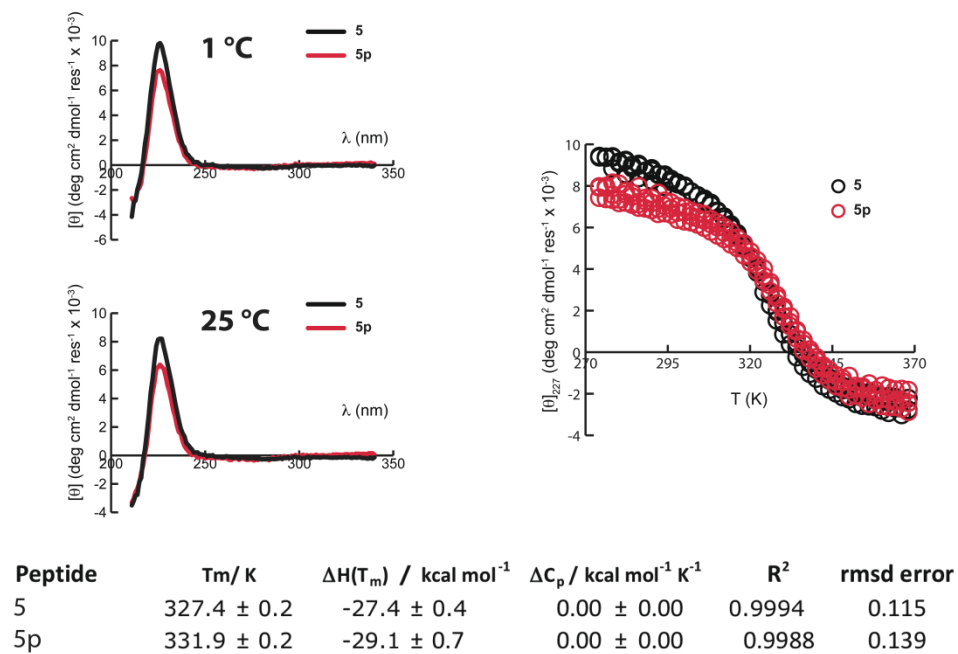 1 °C
5
5p
λ (nm)
[θ] (deg cm² dmol⁻¹ res⁻¹ x 10⁻³)
10
8
6
4
2
0
-2
-4
-6
200
250
300
350
25 °C
5
5p
λ (nm)
[θ] (deg cm² dmol⁻¹ res⁻¹ x 10⁻³)
10
8
6
4
2
0
-2
-4
200
250
300
350
5
5p
[θ]₂₂₇ (deg cm² dmol⁻¹ res⁻¹ x 10⁻³)
10
8
6
4
2
0
-2
-4
270
295
320
345
370
T (K)
Peptide Tm/ K ΔH(Tₘ) / kcal mol⁻¹ ΔCₚ / kcal mol⁻¹ K⁻¹ R² rmsd error
5 327.4 ± 0.2 -27.4 ± 0.4 0.00 ± 0.00 0.9994 0.115
5p 331.9 ± 0.2 -29.1 ± 0.7 0.00 ± 0.00 0.9988 0.139